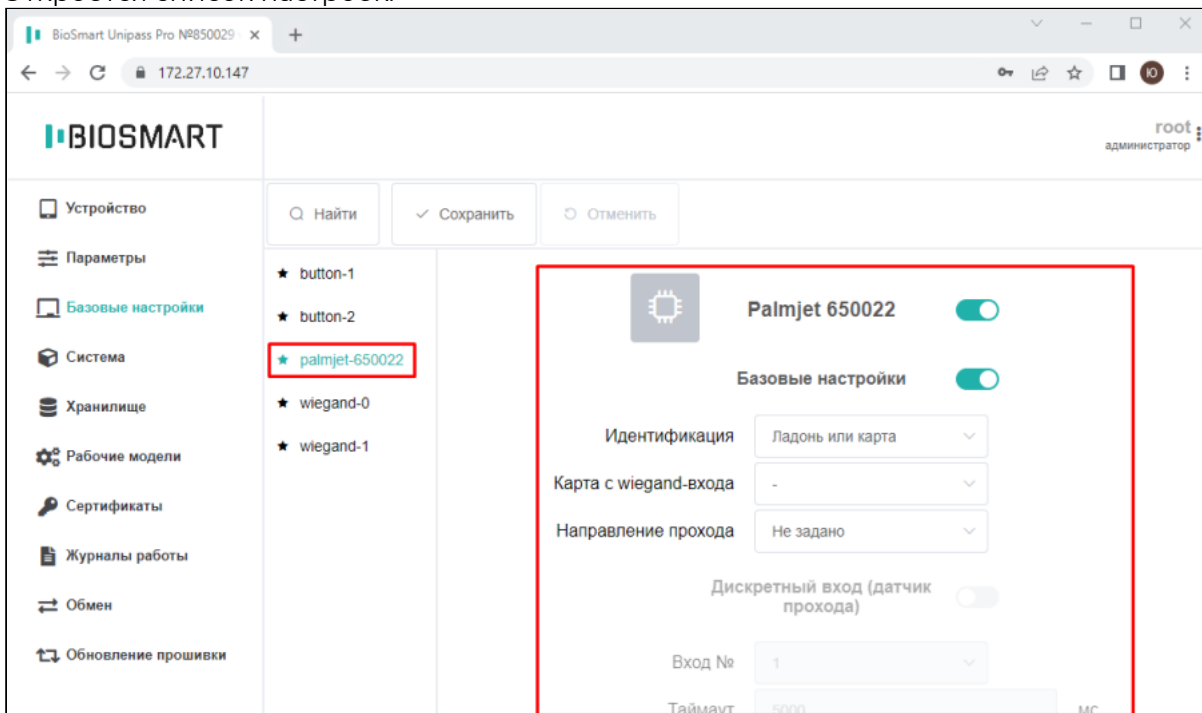 BioSmart Unipass Pro №850029
172.27.10.147
Ю
BIOSMART
root
администратор
Устройство
Параметры
Базовые настройки
Система
Хранилище
Рабочие модели
Сертификаты
Журналы работы
Обмен
Обновление прошивки
Найти
Сохранить
Отменить
button-1
button-2
palmjet-650022
wiegand-0
wiegand-1
Palmjet 650022
Базовые настройки
Идентификация
Ладонь или карта
Карта с wiegand-входа
-
Направление прохода
Не задано
Дискретный вход (датчик
прохода)
Вход №
1
Таймаут
5000
мс